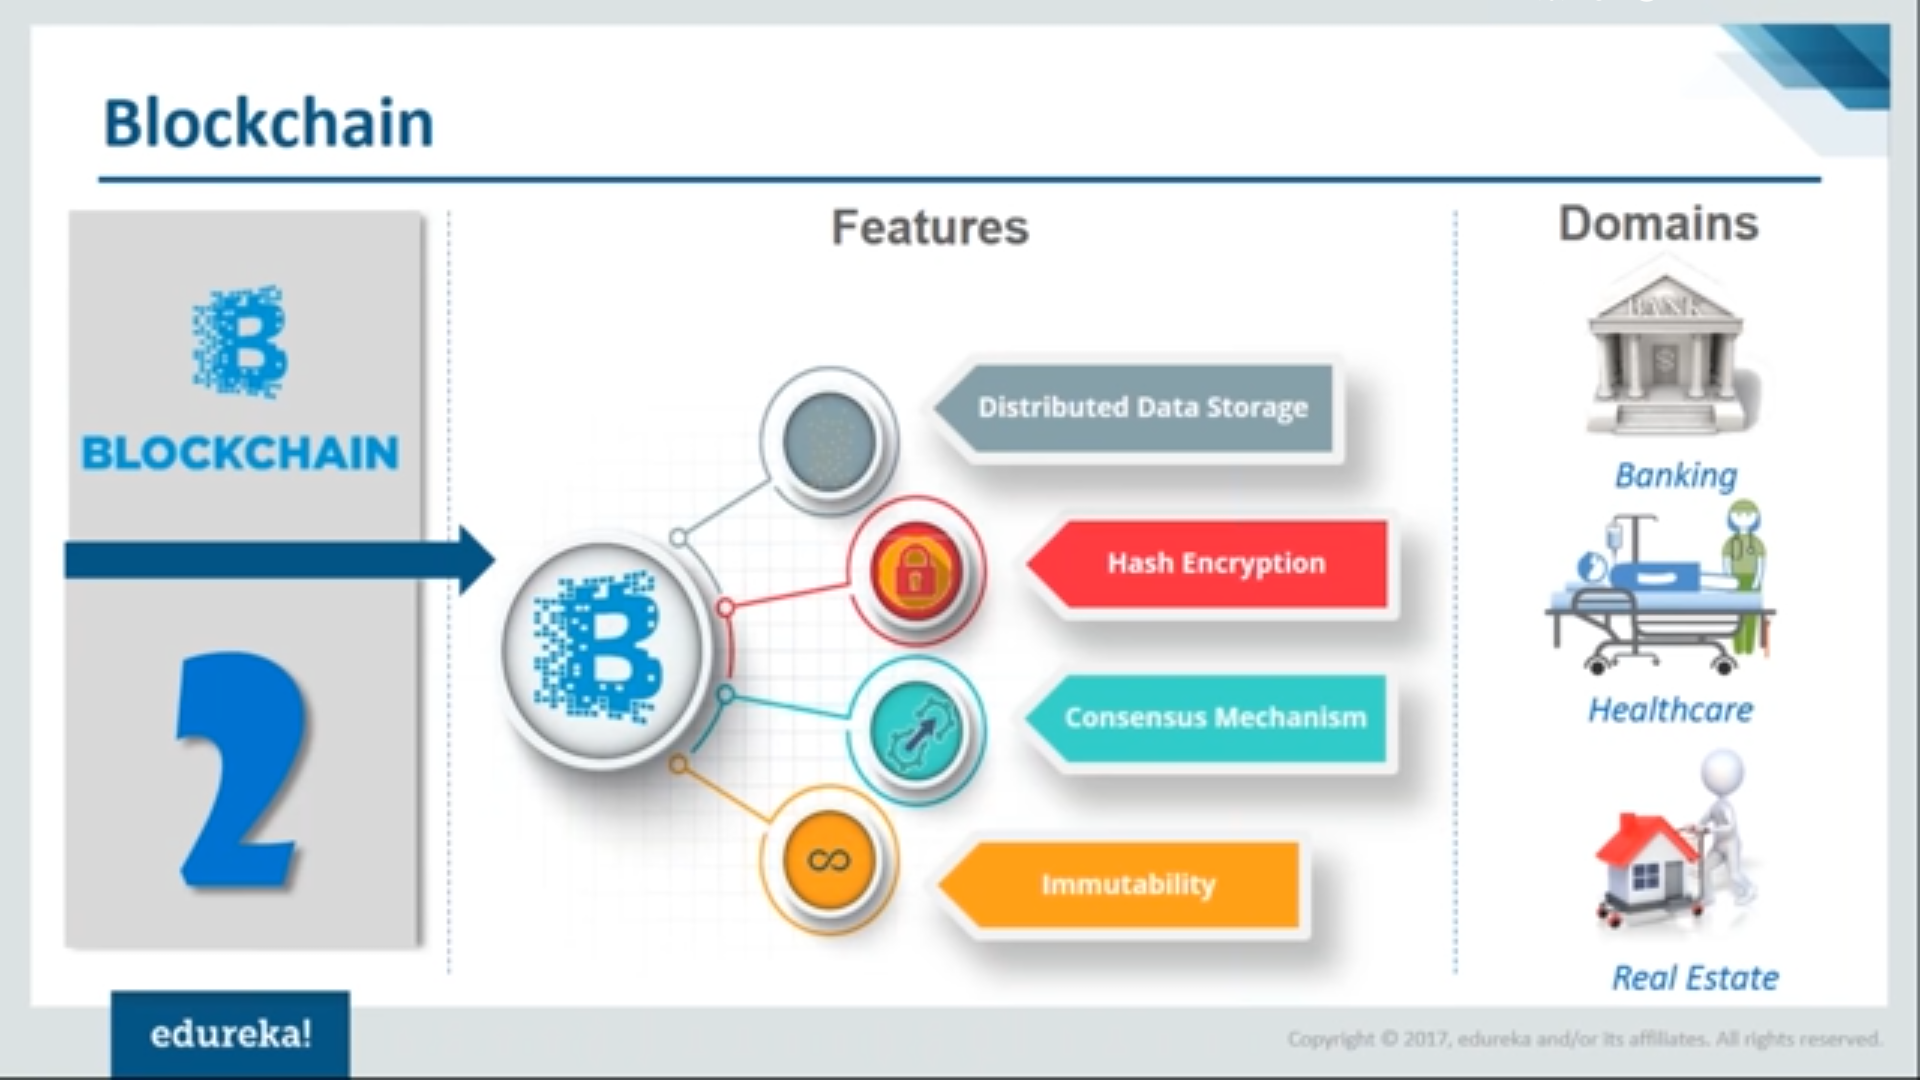 Blockchain
BLOCKCHAIN
2
Features
Distributed Data Storage
Hash Encryption
Consensus Mechanism
Immutability
Domains
BANK
Banking
Healthcare
Real Estate
edureka!
Copyright © 2017, edureka and/or its affiliates. All rights reserved.